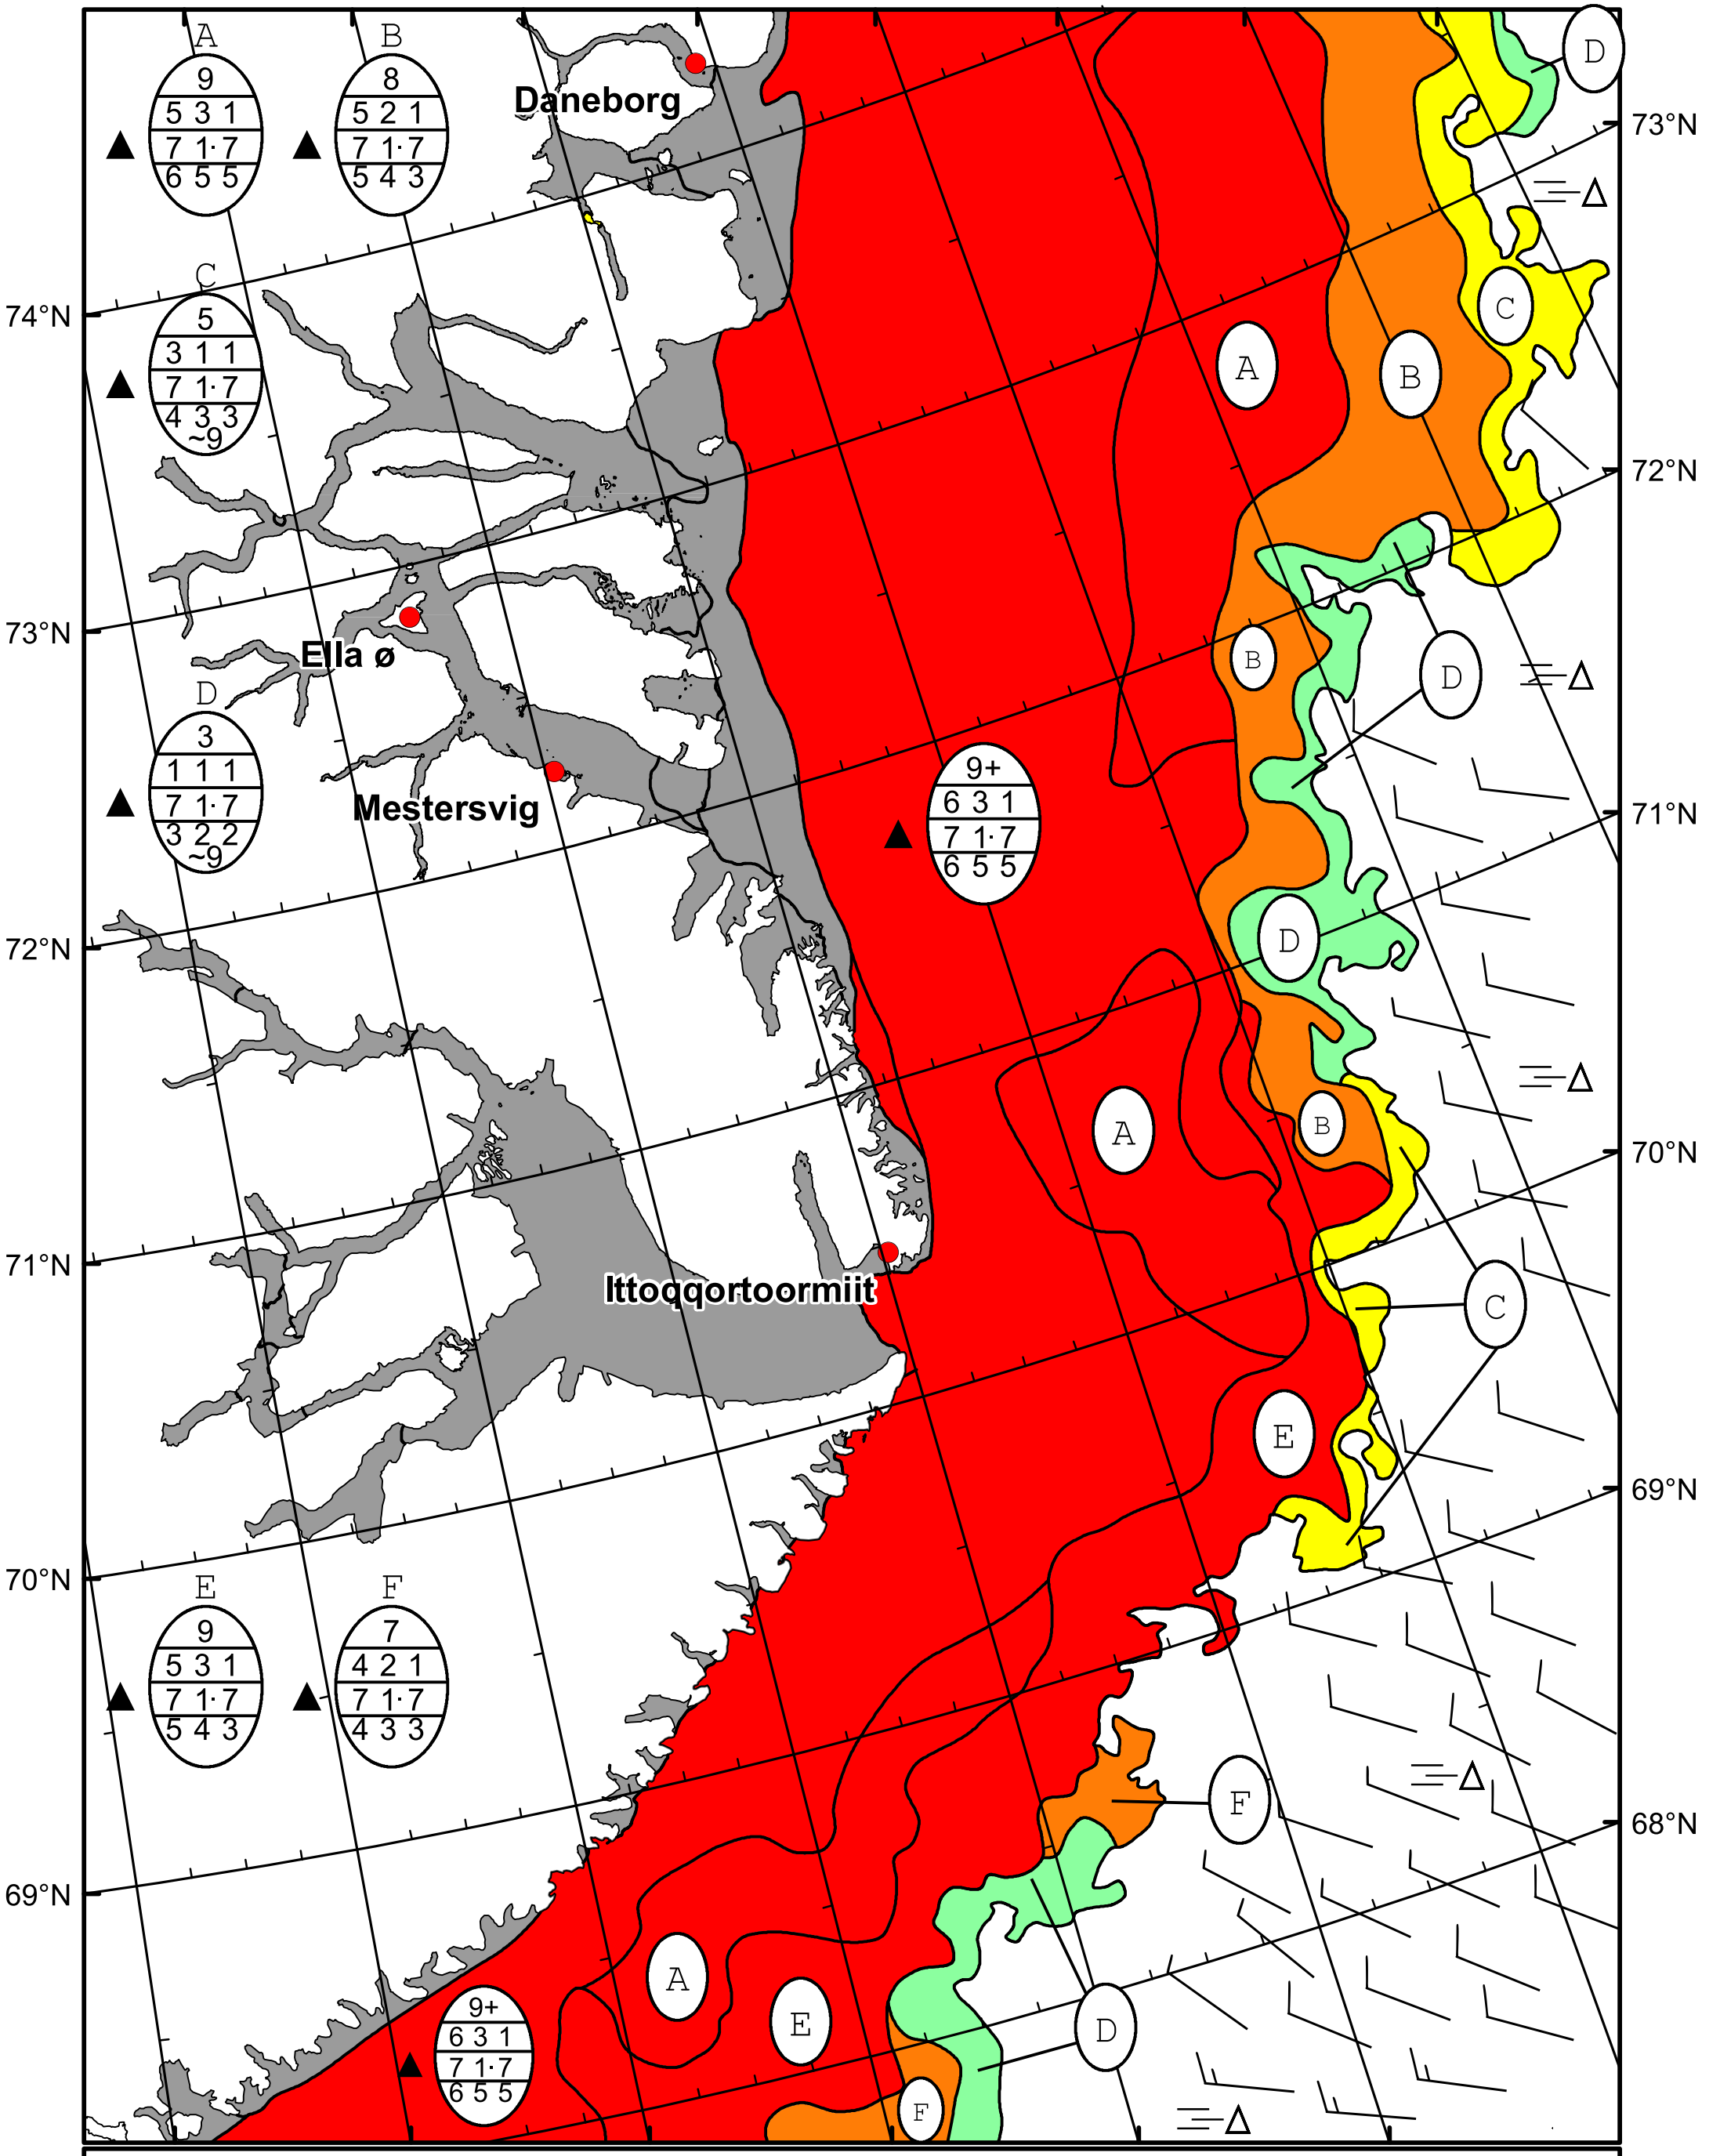 A
9
5 3 1
7 1· 7
6 5 5
B
8
5 2 1
7 1· 7
5 4 3
Daneborg
D
73°N
C
5
3 1 1
7 1· 7
4 3 3
~9
74°N
C
A
B
72°N
73°N
Ella ø
B
D
D
3
1 1 1
7 1· 7
3 2 2
~9
Mestersvig
9+
6 3 1
7 1· 7
6 5 5
71°N
72°N
D
A
B
70°N
71°N
Ittoqqortoormiit
C
E
69°N
70°N
E
9
5 3 1
7 1· 7
5 4 3
F
7
4 2 1
7 1· 7
4 3 3
F
68°N
69°N
A
E
D
9+
6 3 1
7 1· 7
6 5 5
F